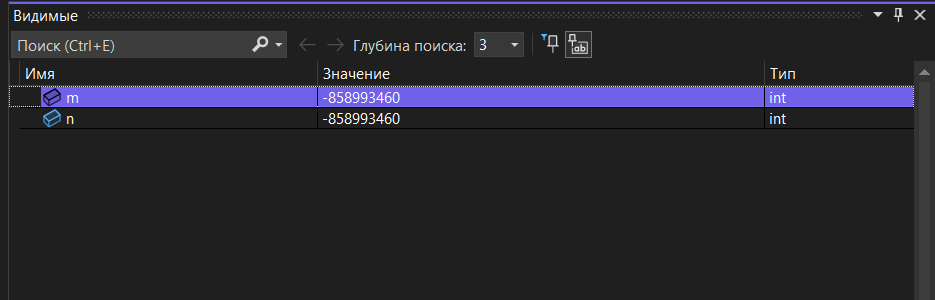 Видимые
Поиск (Ctrl+E) Глубина поиска: 3
Имя Значение Тип
m -858993460 int
n -858993460 int